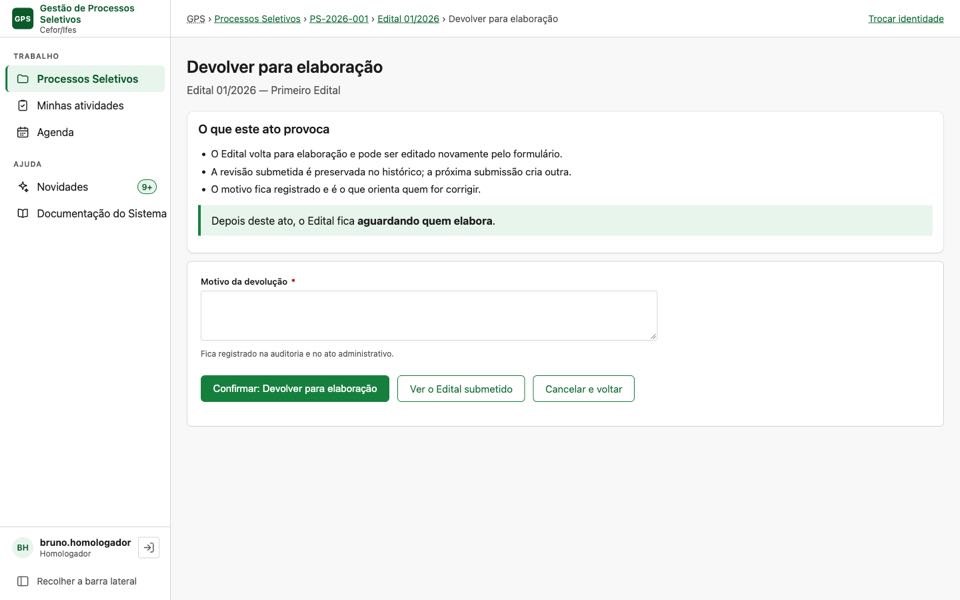 GPS
Gestão de Processos
Seletivos
Cefor/Ifes
GPS › Processos Seletivos › PS-2026-001 › Edital 01/2026 › Devolver para elaboração
Trocar identidade
TRABALHO
Processos Seletivos
Minhas atividades
Agenda
AJUDA
Novidades 9+
Documentação do Sistema
Devolver para elaboração
Edital 01/2026 — Primeiro Edital
O que este ato provoca
• O Edital volta para elaboração e pode ser editado novamente pelo formulário.
• A revisão submetida é preservada no histórico; a próxima submissão cria outra.
• O motivo fica registrado e é o que orienta quem for corrigir.
Depois deste ato, o Edital fica aguardando quem elabora.
Motivo da devolução *
Fica registrado na auditoria e no ato administrativo.
Confirmar: Devolver para elaboração
Ver o Edital submetido
Cancelar e voltar
BH
bruno.homologador
Homologador
Recolher a barra lateral